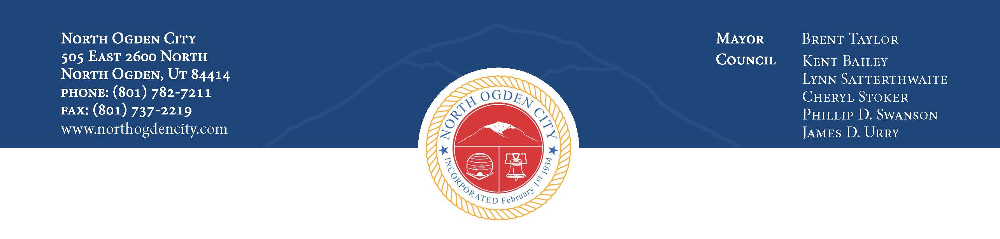 North Ogden City
505 East 2600 North
North Ogden, Ut 84414
phone: (801) 782-7211
fax: (801) 737-2219
www.northogdencity.com
NORTH OGDEN CITY
INCORPORATED February 1st 1934
Mayor Brent Taylor
Council Kent Bailey
Lynn Satterthwaite
Cheryl Stoker
Phillip D. Swanson
James D. Urry